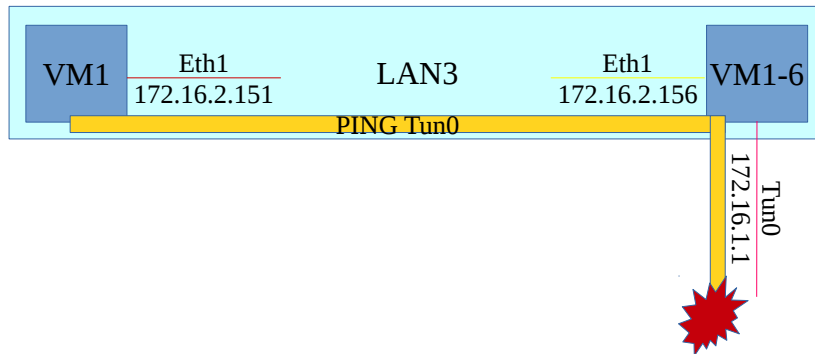 VM1
Eth1
172.16.2.151
LAN3
Eth1
172.16.2.156
VM1-6
PING Tun0
Tun0
172.16.1.1